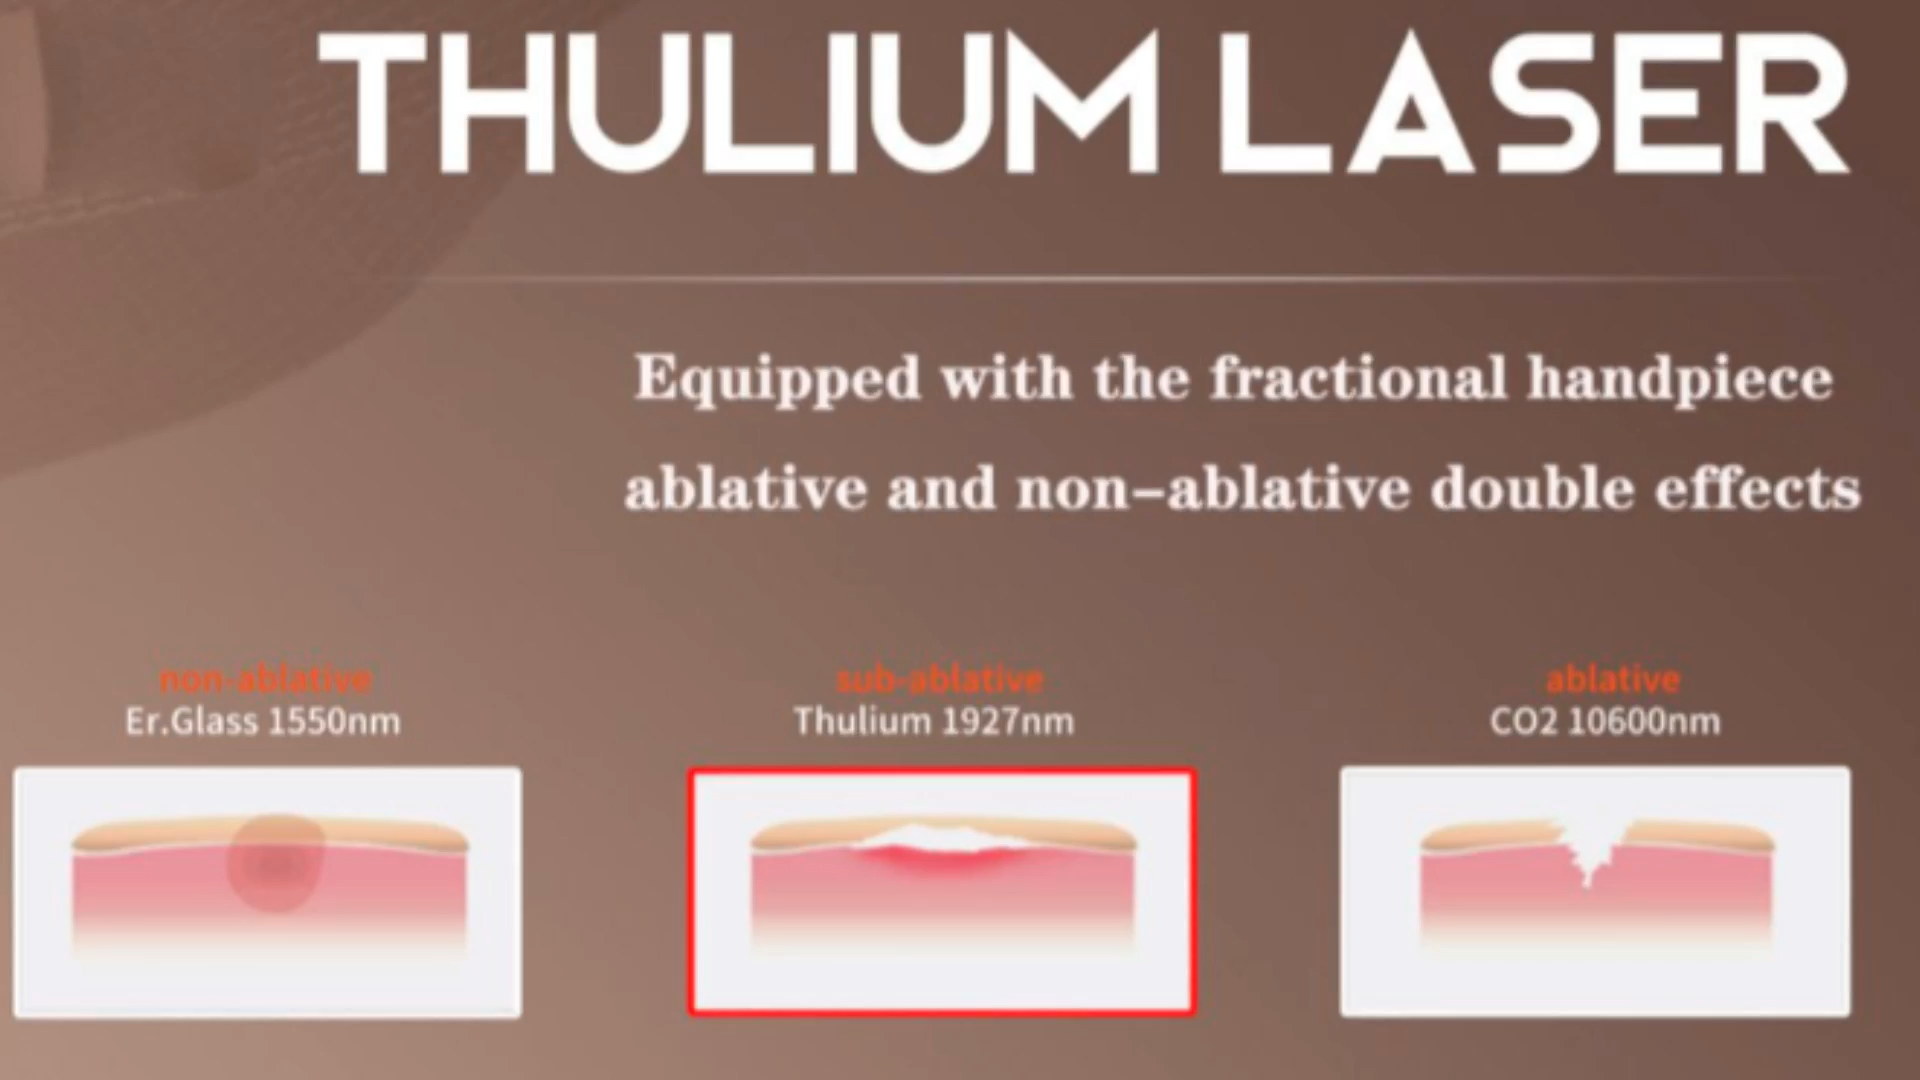 THULIUM LASER
Equipped with the fractional handpiece
ablative and non-ablative double effects
non-ablative
Er.Glass 1550nm
sub-ablative
Thulium 1927nm
ablative
CO2 10600nm